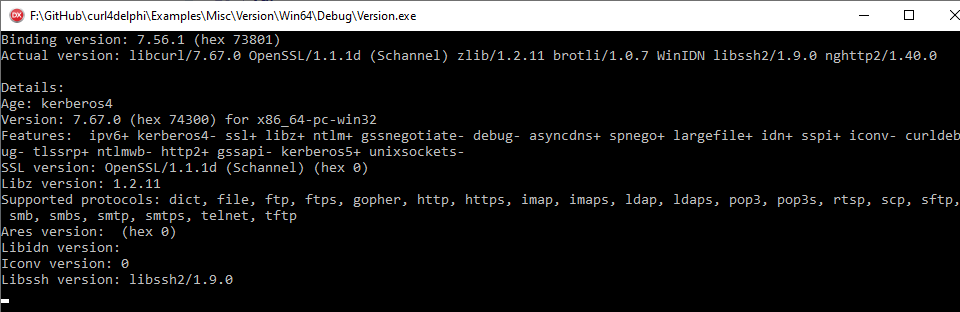 DX F:\GitHub\curl4delphi\Examples\Misc\Version\Win64\Debug\Version.exe
Binding version: 7.56.1 (hex 73801)
Actual version: libcurl/7.67.0 OpenSSL/1.1.1d (Schannel) zlib/1.2.11 brotli/1.0.7 WinIDN libssh2/1.9.0 nghttp2/1.40.0
Details:
Age: kerberos4
Version: 7.67.0 (hex 74300) for x86_64-pc-win32
Features:  ipv6+ kerberos4- ssl+ libz+ ntlm+ gssnegotiate- debug- asyncdns+ spnego+ largefile+ idn+ sspi+ iconv- curldeb
ug- tlssrp+ ntlmwb- http2+ gssapi- kerberos5+ unixsockets-
SSL version: OpenSSL/1.1.1d (Schannel) (hex 0)
Libz version: 1.2.11
Supported protocols: dict, file, ftp, ftps, gopher, http, https, imap, imaps, ldap, ldaps, pop3, pop3s, rtsp, scp, sftp,
 smb, smbs, smtp, smtps, telnet, tftp
Ares version:  (hex 0)
Libidn version:
Iconv version: 0
Libssh version: libssh2/1.9.0